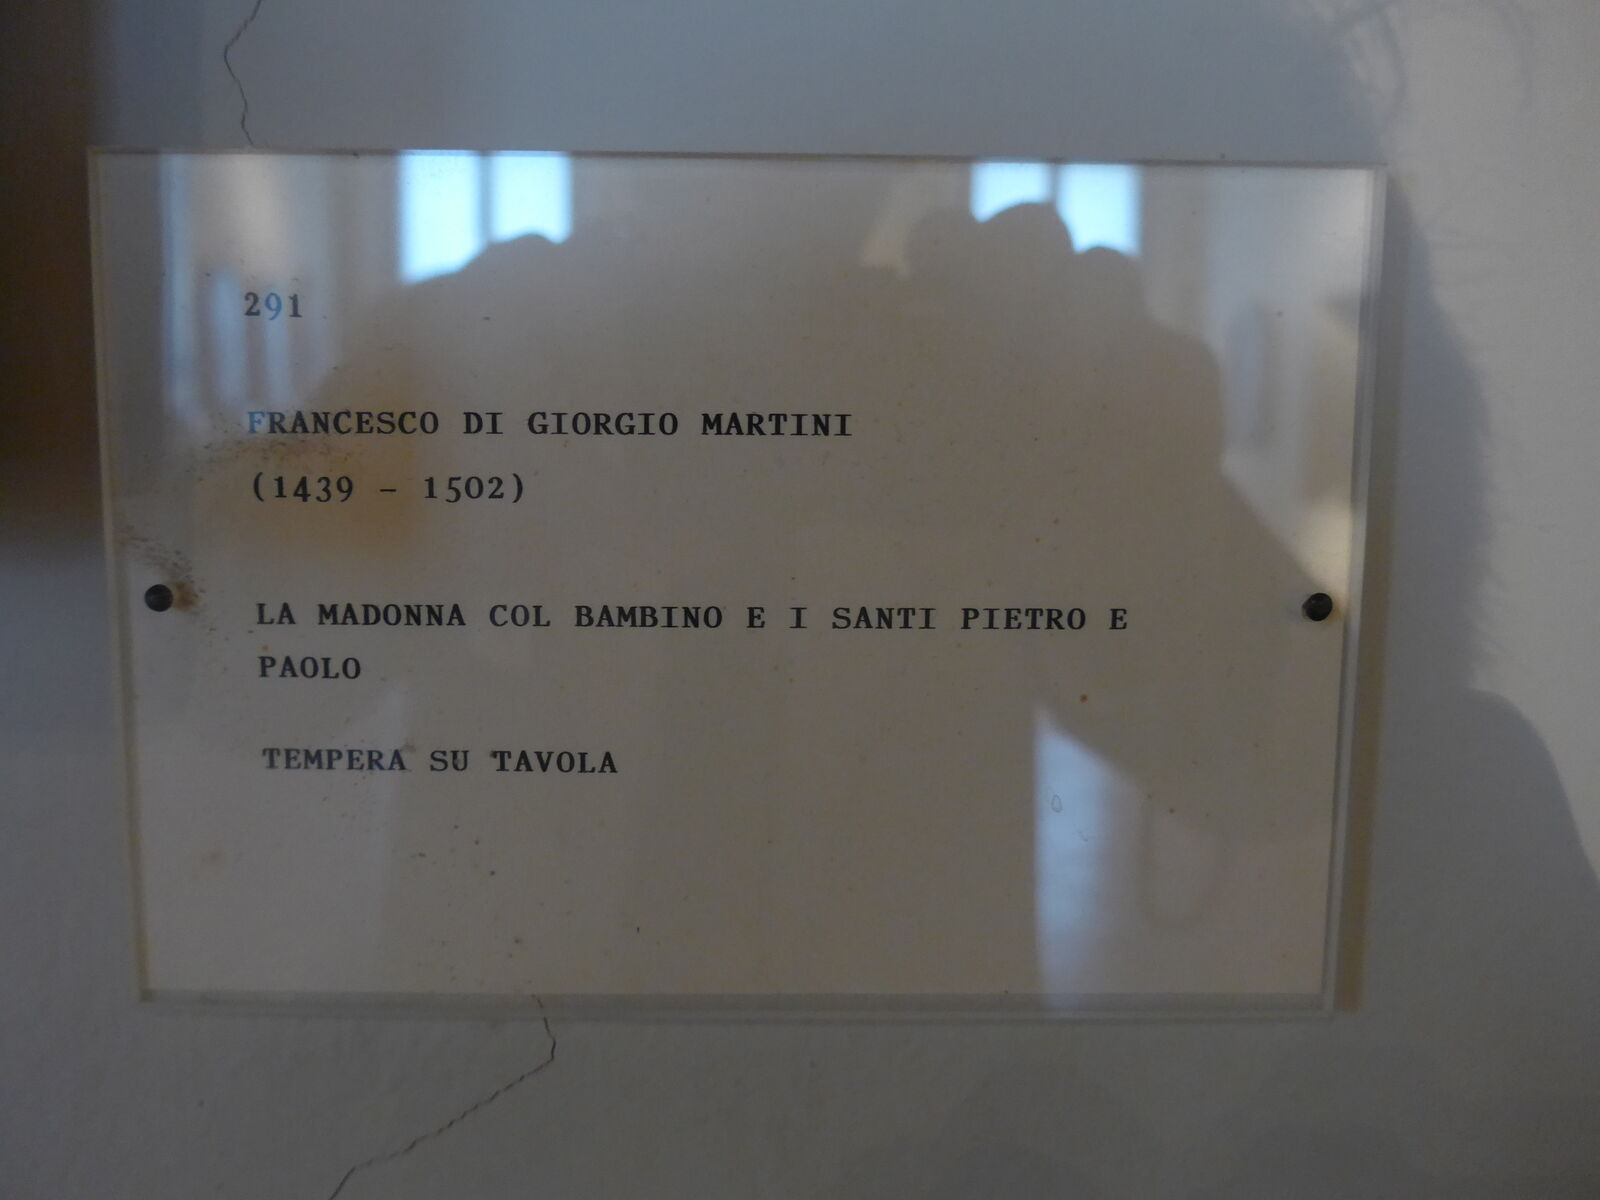 291
FRANCESCO DI GIORGIO MARTINI
(1439 - 1502)
LA MADONNA COL BAMBINO E I SANTI PIETRO E
PAOLO
TEMPERA SU TAVOLA